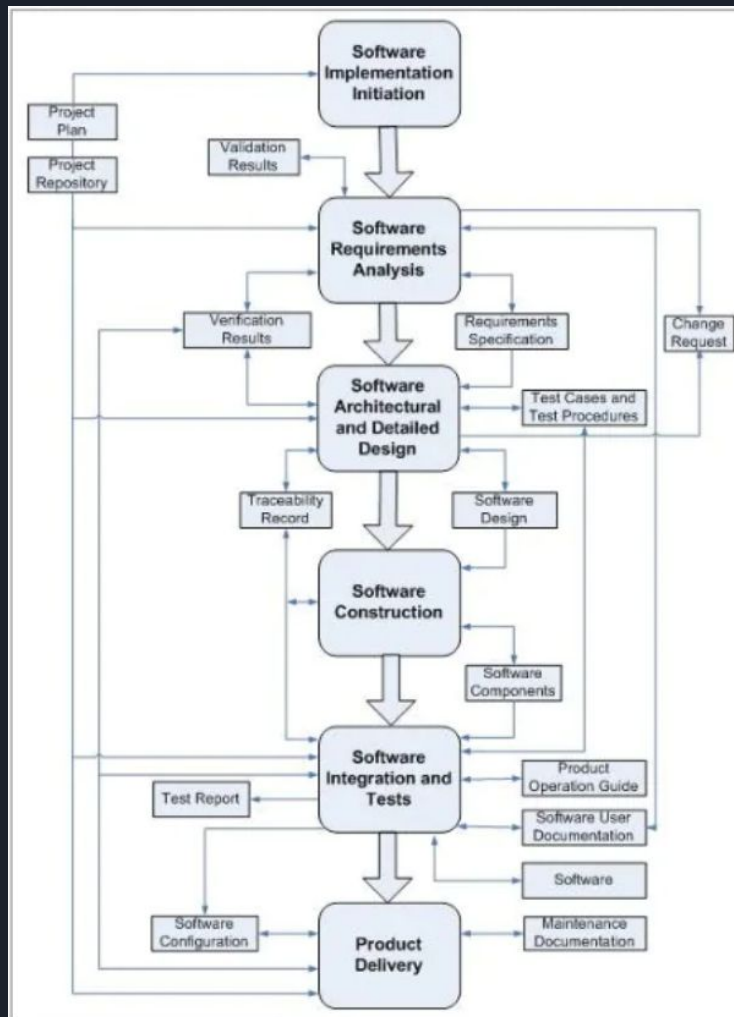 Software
Implementation
Initiation
Project
Plan
Validation
Results
Project
Repository
Software
Requirements
Analysis
Verification
Results
Requirements
Specification
Change
Request
Software
Architectural
and Detailed
Design
Test Cases and
Test Procedures
Traceability
Record
Software
Design
Software
Construction
Software
Components
Software
Integration and
Tests
Product
Operation Guide
Test Report
Software User
Documentation
Software
Software
Configuration
Product
Delivery
Maintenance
Documentation